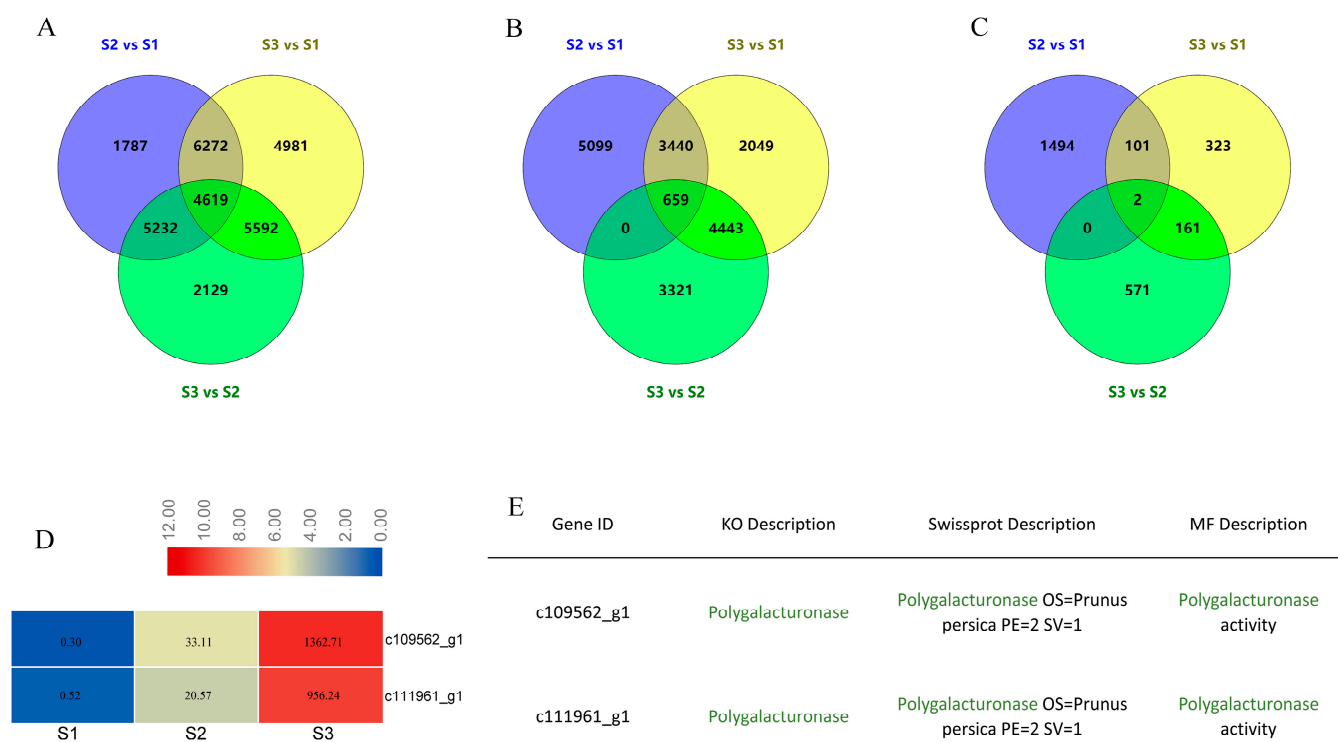 A
S2 vs S1
S3 vs S1
1787
6272
4981
4619
5232
5592
2129
S3 vs S2
B
S2 vs S1
S3 vs S1
5099
3440
2049
659
0
4443
3321
S3 vs S2
C
S2 vs S1
S3 vs S1
1494
101
323
2
0
161
571
S3 vs S2
D
12.00
10.00
8.00
6.00
4.00
2.00
0.00
0.30
33.11
1362.71
c109562_g1
0.52
20.57
956.24
c111961_g1
S1
S2
S3
E
Gene ID
KO Description
Swissprot Description
MF Description
c109562_g1
Polygalacturonase
Polygalacturonase OS=Prunus
persica PE=2 SV=1
Polygalacturonase
activity
c111961_g1
Polygalacturonase
Polygalacturonase OS=Prunus
persica PE=2 SV=1
Polygalacturonase
activity